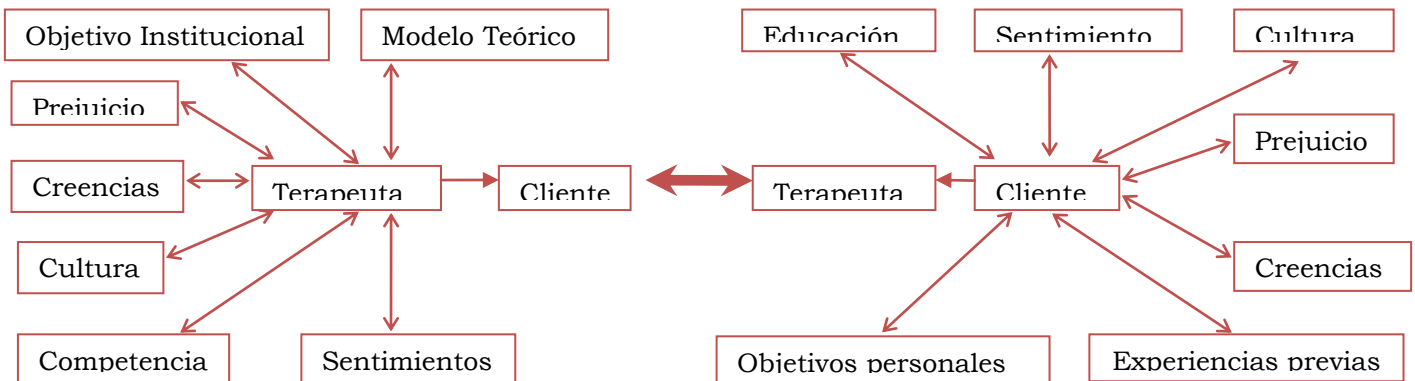 Objetivo Institucional
Modelo Teórico
Educación
Sentimiento
Cultura
Prejuicio
Prejuicio
Creencias
Terapeuta
Cliente
Terapeuta
Cliente
Cultura
Creencias
Competencia
Sentimientos
Objetivos personales
Experiencias previas